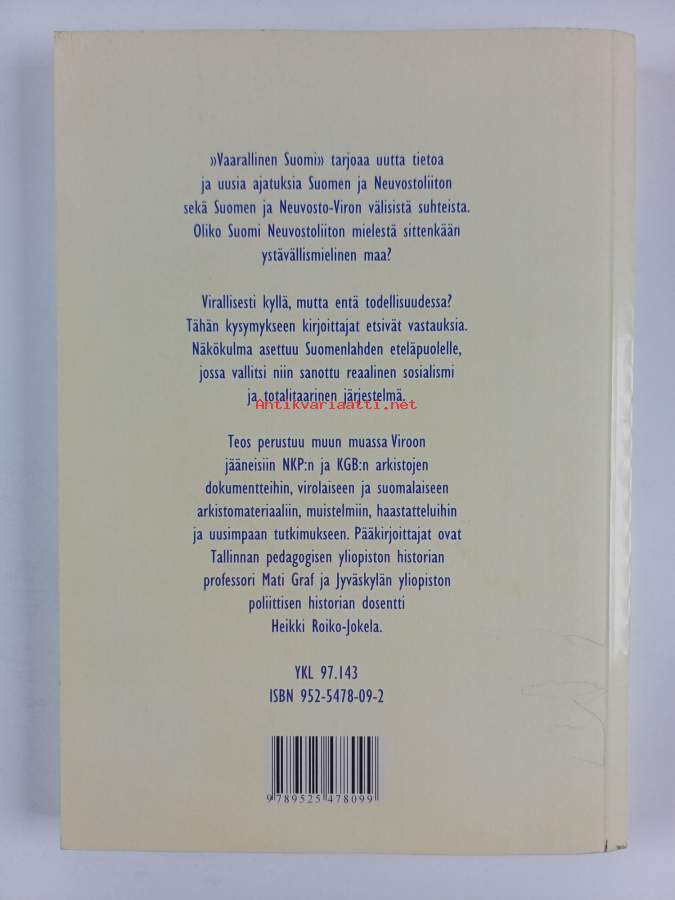 »Vaarallinen Suomi» tarjoaa uutta tietoa
ja uusia ajatuksia Suomen ja Neuvostoliiton
sekä Suomen ja Neuvosto-Viron välisistä suhteista.
Oliko Suomi Neuvostoliiton mielestä sittenkään
ystävällismielinen maa?
Virallisesti kyllä, mutta entä todellisuudessa?
Tähän kysymykseen kirjoittajat etsivät vastauksia.
Näkökulma asettuu Suomenlahden eteläpuolelle,
jossa vallitsi niin sanottu reaalinen sosialismi
ja totalitaarinen järjestelmä.
Antikvariaatti.net
Teos perustuu muun muassa Viroon
jääneisiin NKP:n ja KGB:n arkistojen
dokumentteihin, virolaiseen ja suomalaiseen
arkistomateriaaliin, muistelmiin, haastatteluihin
ja uusimpaan tutkimukseen. Pääkirjoittajat ovat
Tallinnan pedagogisen yliopiston historian
professori Mati Graf ja Jyväskylän yliopiston
poliittisen historian dosentti
Heikki Roiko-Jokela.
YKL 97.143
ISBN 952-5478-09-2
9 789525 478099